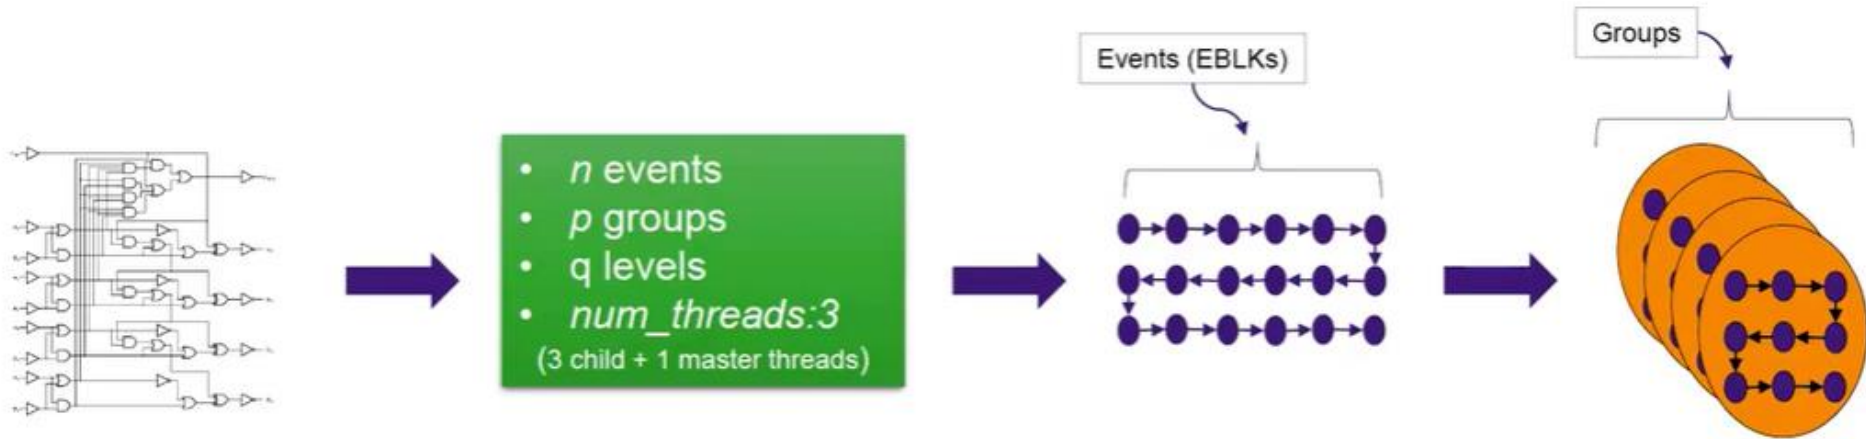 • n events
• p groups
• q levels
• num_threads:3
(3 child + 1 master threads)
Events (EBLKs)
Groups